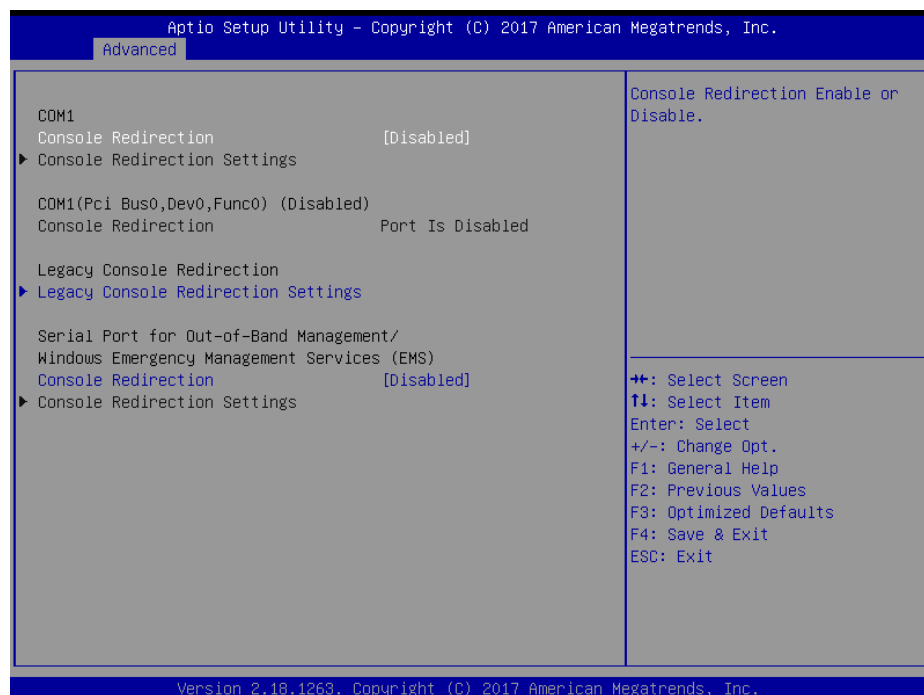 Aptio Setup Utility – Copyright (C) 2017 American Megatrends, Inc.
Advanced
COM1
Console Redirection [Disabled]
Console Redirection Settings
COM1(Pci Bus0,Dev0,Func0) (Disabled)
Console Redirection Port Is Disabled
Legacy Console Redirection
Legacy Console Redirection Settings
Serial Port for Out-of-Band Management/
Windows Emergency Management Services (EMS)
Console Redirection [Disabled]
Console Redirection Settings
Console Redirection Enable or
Disable.
→←: Select Screen
↑↓: Select Item
Enter: Select
+/-: Change Opt.
F1: General Help
F2: Previous Values
F3: Optimized Defaults
F4: Save & Exit
ESC: Exit
Version 2.18.1263. Copyright (C) 2017 American Megatrends, Inc.